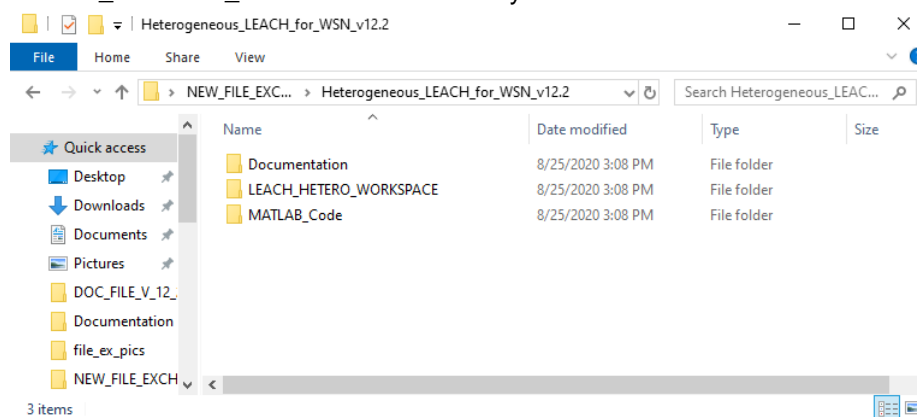 Heterogeneous_LEACH_for_WSN_v12.2
File Home Share View
NEW_FILE_EXC... > Heterogeneous_LEACH_for_WSN_v12.2 Search Heterogeneous_LEAC...
Name Date modified Type Size
Quick access
Desktop
Downloads
Documents
Pictures
DOC_FILE_V_12_
Documentation
file_ex_pics
NEW_FILE_EXCH
Documentation 8/25/2020 3:08 PM File folder
LEACH_HETERO_WORKSPACE 8/25/2020 3:08 PM File folder
MATLAB_Code 8/25/2020 3:08 PM File folder
3 items